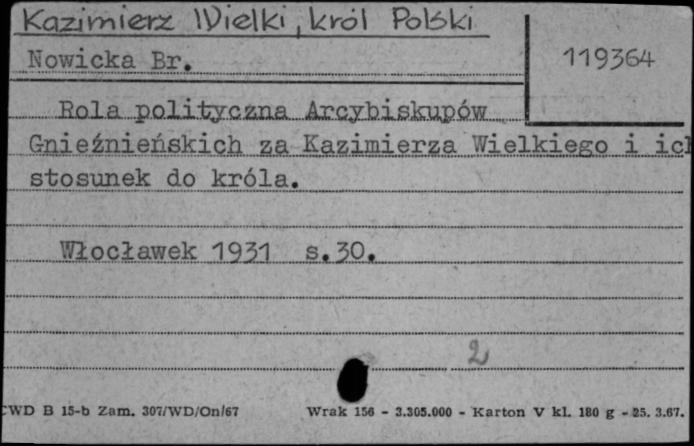 Kazimierz Wielki, król Polski
Nowicka Br.
119364
Rola polityczna Arcybiskupów
Gnieźnieńskich za Kazimierza Wielkiego i ich
stosunek do króla.
Włocławek 1931 s.30.
2
CWD B 15-b Zam. 307/WD/On/67 Wrak 156 - 3.305.000 - Karton V kl. 180 g - 25. 3.67.